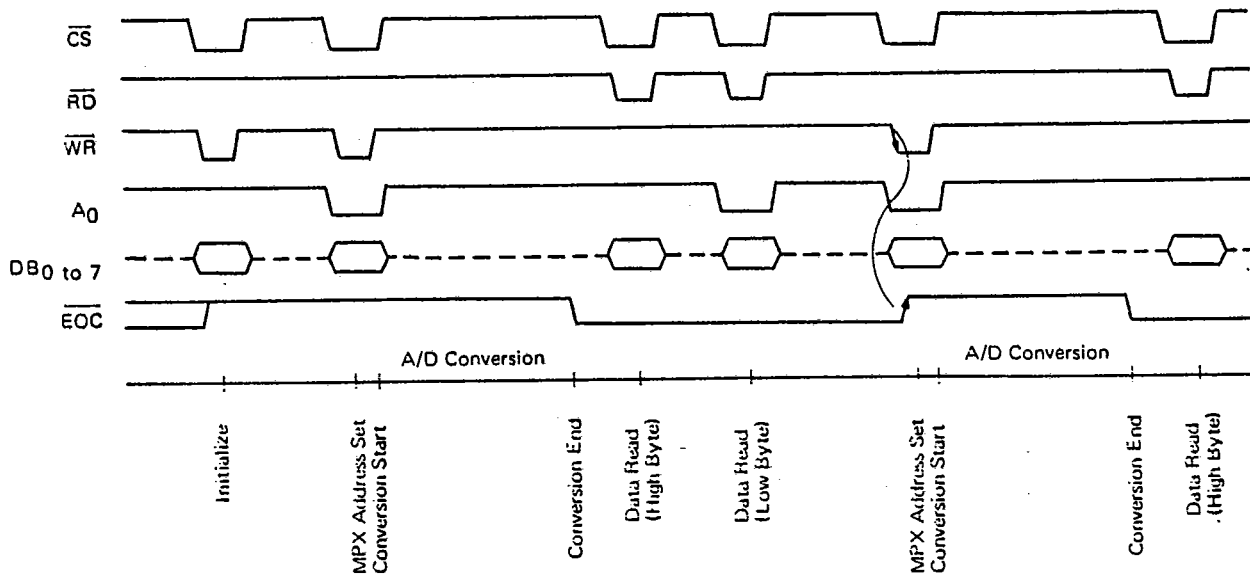 CS
RD
WR
A0
DB0 to 7
EOC
A/D Conversion
A/D Conversion
Initialize
MPX Address Set
Conversion Start
Conversion End
Data Read
(High Byte)
Data Read
(Low Byte)
MPX Address Set
Conversion Start
Conversion End
Data Read
(High Byte)